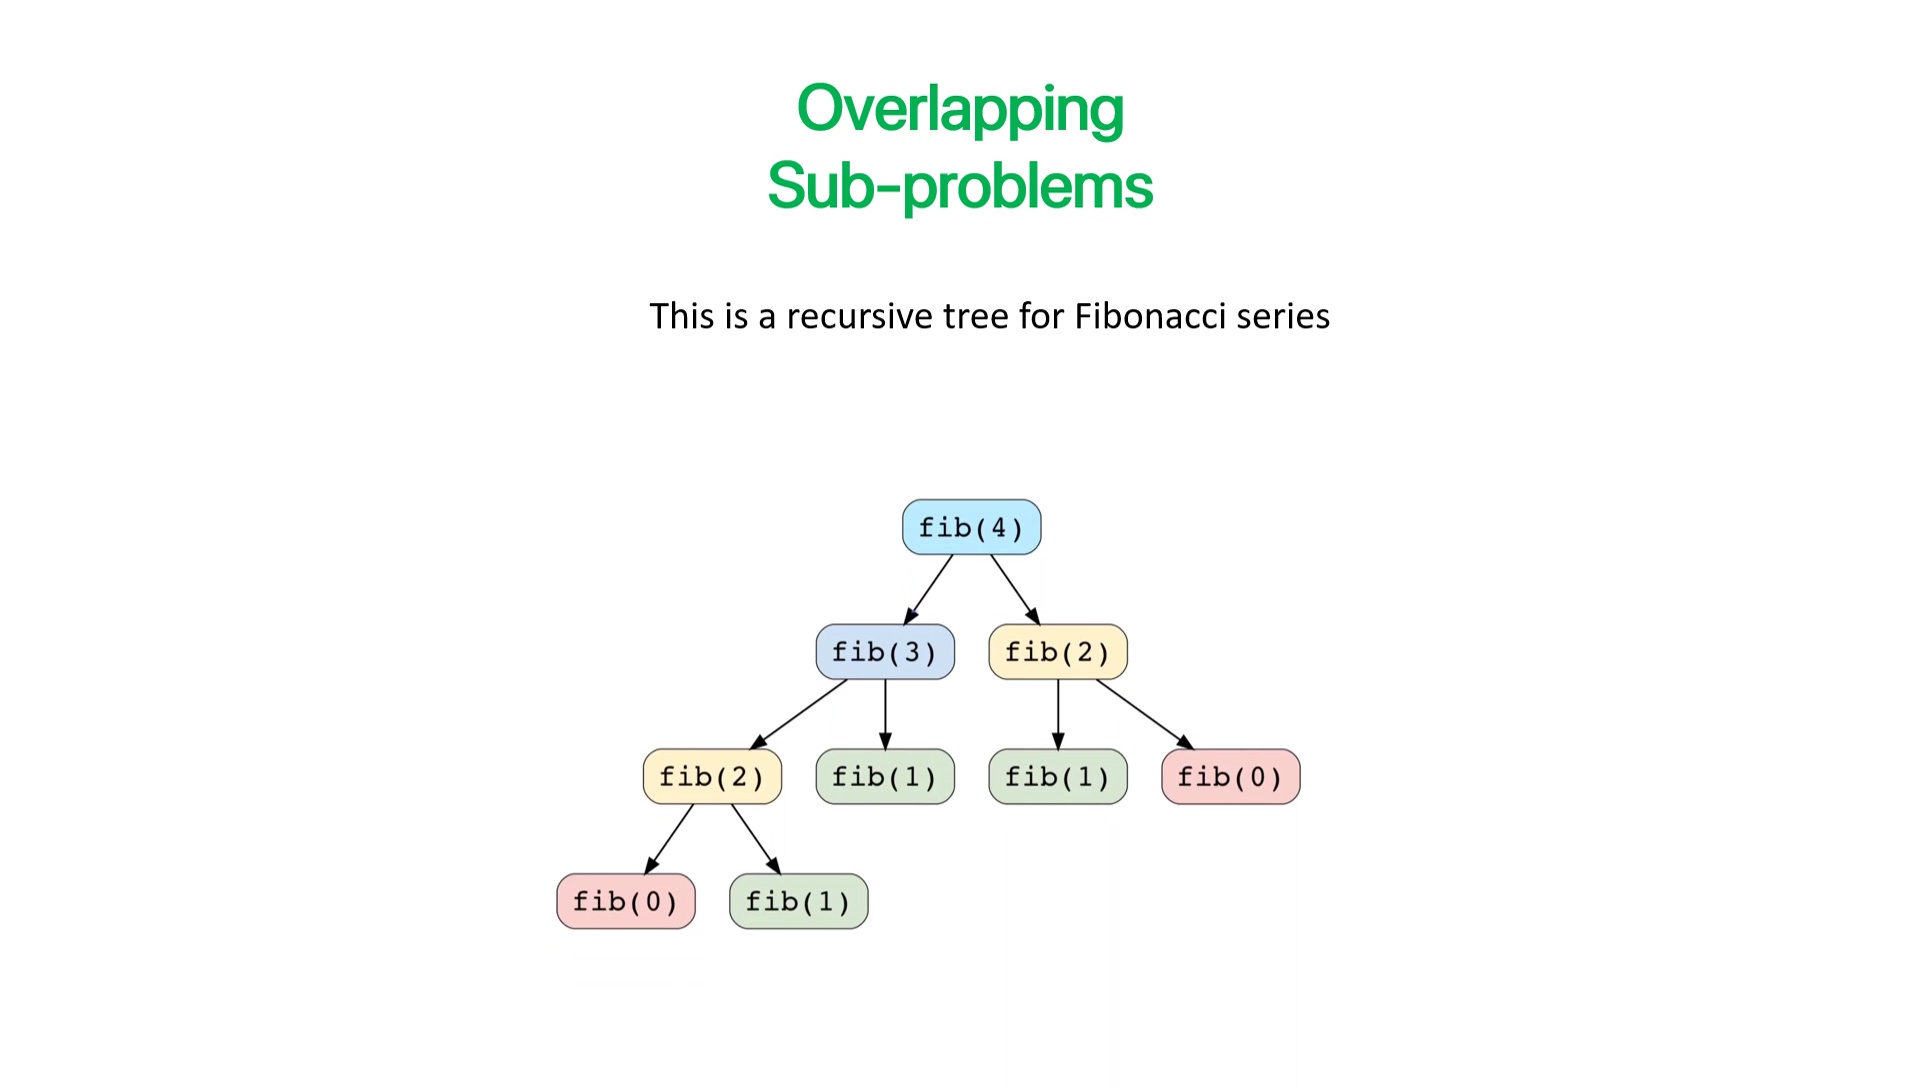 Overlapping
Sub-problems
This is a recursive tree for Fibonacci series
fib(4)
fib(3) fib(2)
fib(2) fib(1) fib(1) fib(0)
fib(0) fib(1)